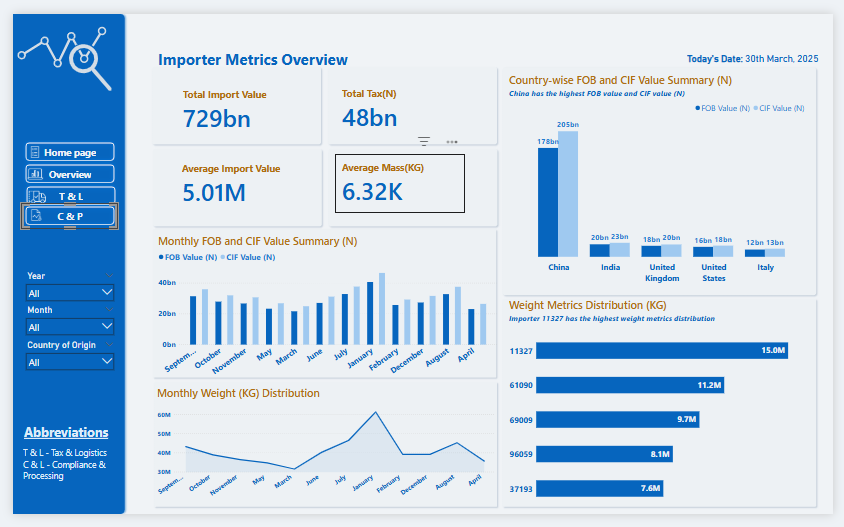 Importer Metrics Overview
Today's Date: 30th March, 2025
Home page
Overview
T & L
C & P
Year
All
Month
All
Country of Origin
All
Abbreviations
T & L - Tax & Logistics
C & L - Compliance &
Processing
Total Import Value
729bn
Total Tax(N)
48bn
Average Import Value
5.01M
Average Mass(KG)
6.32K
Monthly FOB and CIF Value Summary (N)
FOB Value (N) CIF Value (N)
40bn
20bn
0bn
Septem... October November May March June July January February December August April
Monthly Weight (KG) Distribution
60M
50M
40M
30M
Septem... October November May March June July January February December August April
Country-wise FOB and CIF Value Summary (N)
China has the highest FOB value and CIF value (N)
FOB Value (N) CIF Value (N)
178bn 205bn
20bn 23bn
18bn 20bn
16bn 18bn
12bn 13bn
China India United Kingdom United States Italy
Weight Metrics Distribution (KG)
Importer 11327 has the highest weight metrics distribution
11327 15.0M
61090 11.2M
69009 9.7M
96059 8.1M
37193 7.6M